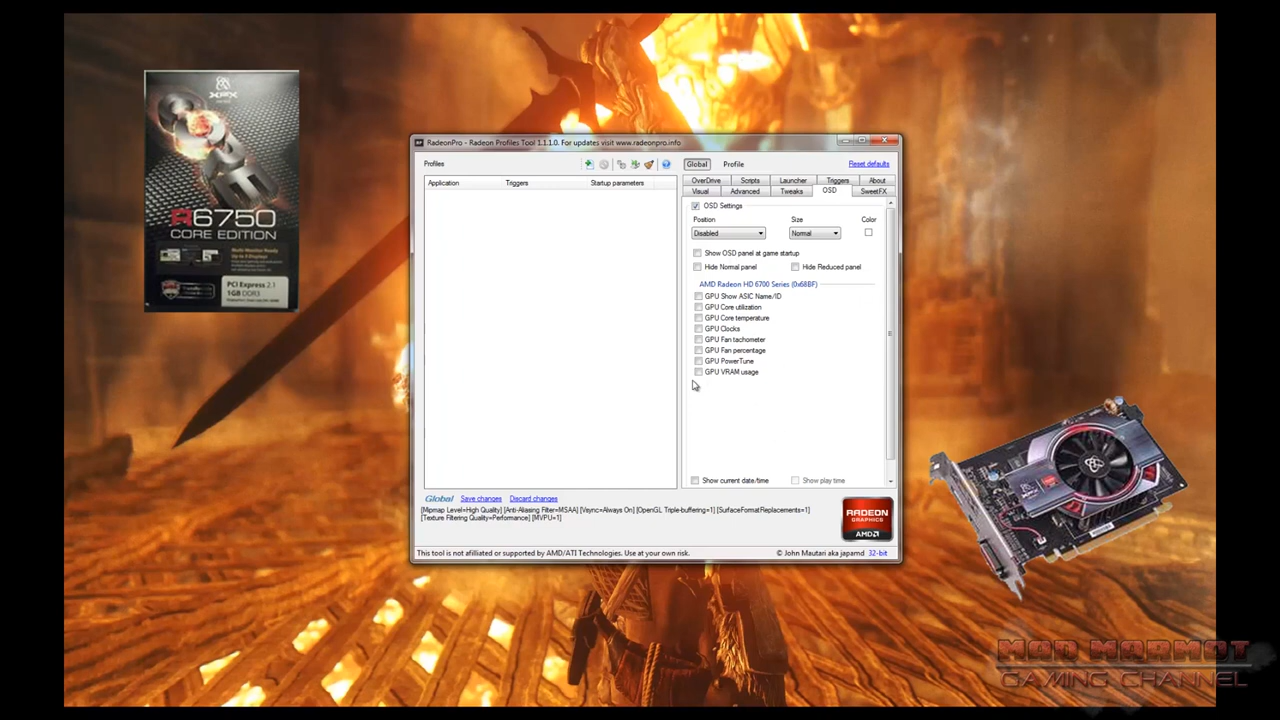 XFX
R6750
CORE EDITION
PCI Express 2.1
1GB DDR3
RadeonPro - Radeon Profiles Tool 1.1.1.0. For updates visit www.radeonpro.info
Profiles
Global Profile Reset defaults
Application Triggers Startup parameters
OverDrive Scripts Launcher Triggers About
Visual Advanced Tweaks OSD SweetFX
OSD Settings
Position Size Color
Disabled Normal
Show OSD panel at game startup
Hide Normal panel Hide Reduced panel
AMD Radeon HD 6700 Series (0x68BF)
GPU Show ASIC Name/ID
GPU Core utilization
GPU Core temperature
GPU Clocks
GPU Fan tachometer
GPU Fan percentage
GPU PowerTune
GPU VRAM usage
Show current date/time Show play time
Global Save changes Discard changes
[Mipmap Level=High Quality] [Anti-Aliasing Filter=MSAA] [Vsync=Always On] [OpenGL Triple-buffering=1] [SurfaceFormatReplacements=1]
[Texture Filtering Quality=Performance] [MVPU=1]
RADEON
GRAPHICS
AMD
This tool is not affiliated or supported by AMD/ATI Technologies. Use at your own risk.
© John Mautari aka japamd 32-bit
MAD MARMOT
GAMING CHANNEL